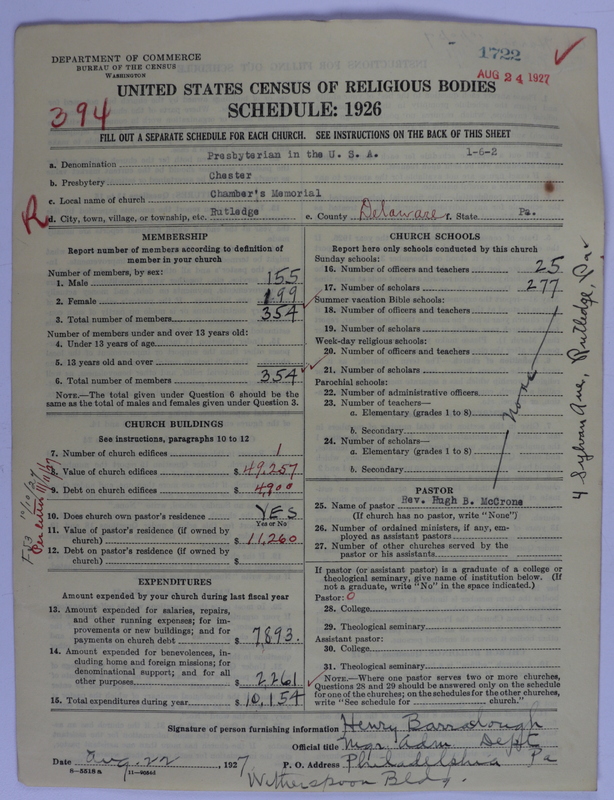 DEPARTMENT OF COMMERCE
BUREAU OF THE CENSUS
WASHINGTON
1722
AUG 24 1927
UNITED STATES CENSUS OF RELIGIOUS BODIES
SCHEDULE: 1926
394
FILL OUT A SEPARATE SCHEDULE FOR EACH CHURCH. SEE INSTRUCTIONS ON THE BACK OF THIS SHEET
a. Denomination Presbyterian in the U. S. A. 1-6-2
b. Presbytery Chester
c. Local name of church Chamber's Memorial
R
d. City, town, village, or township, etc. Rutledge e. County Delaware f. State Pa.
MEMBERSHIP
Report number of members according to definition of
member in your church
Number of members, by sex:
1. Male 155
2. Female 199
3. Total number of members 354
Number of members under and over 13 years old:
4. Under 13 years of age
5. 13 years old and over
6. Total number of members 354
NOTE.—The total given under Question 6 should be the
same as the total of males and females given under Question 3.
CHURCH BUILDINGS
See instructions, paragraphs 10 to 12
7. Number of church edifices 1
8. Value of church edifices $ 49,257
9. Debt on church edifices $ 4,900
10. Does church own pastor's residence YES
Yes or No
11. Value of pastor's residence (if owned by
church) $ 11,260
12. Debt on pastor's residence (if owned by
church) $
EXPENDITURES
Amount expended by your church during last fiscal year
13. Amount expended for salaries, repairs,
and other running expenses; for im-
provements or new buildings; and for
payments on church debt $ 7,893.
14. Amount expended for benevolences, in-
cluding home and foreign missions; for
denominational support; and for all
other purposes $ 2261
15. Total expenditures during year $ 10,154
CHURCH SCHOOLS
Report here only schools conducted by this church
Sunday schools:
16. Number of officers and teachers 25
17. Number of scholars 277
Summer vacation Bible schools:
18. Number of officers and teachers
19. Number of scholars
Week-day religious schools:
20. Number of officers and teachers
21. Number of scholars
Parochial schools:
22. Number of administrative officers
23. Number of teachers—
a. Elementary (grades 1 to 8)
b. Secondary
24. Number of scholars—
a. Elementary (grades 1 to 8)
b. Secondary
None
4 Sylvan Ave, Rutledge, Pa
PASTOR
25. Name of pastor Rev. Hugh B. McCrone
(If church has no pastor, write "None")
26. Number of ordained ministers, if any, em-
ployed as assistant pastors
27. Number of other churches served by the
pastor or his assistants
If pastor (or assistant pastor) is a graduate of a college or
theological seminary, give name of institution below. (If
not a graduate, write "No" in the space indicated.)
Pastor: 0
28. College
29. Theological seminary
Assistant pastor:
30. College
31. Theological seminary
NOTE.—Where one pastor serves two or more churches,
Questions 28 and 29 should be answered only on the schedule
for one of the churches; on the schedules for the other churches,
write "See schedule for church."
Signature of person furnishing information Henry Barraclough
Official title Mgr. Adm Dept
Date Aug. 22, 1927 P. O. Address Philadelphia Pa
8—5518 a 11—9056d
Witherspoon Bldg.